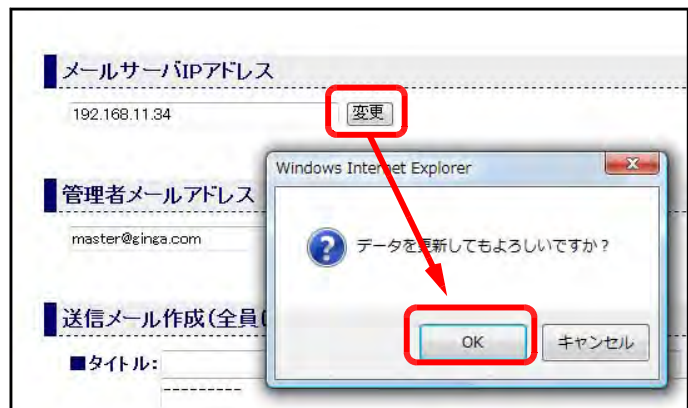 メールサーバIPアドレス
192.168.11.34
変更
Windows Internet Explorer
管理者メールアドレス
master@ginga.com
データを更新してもよろしいですか？
送信メール作成(全員
OK
キャンセル
■タイトル:
---------